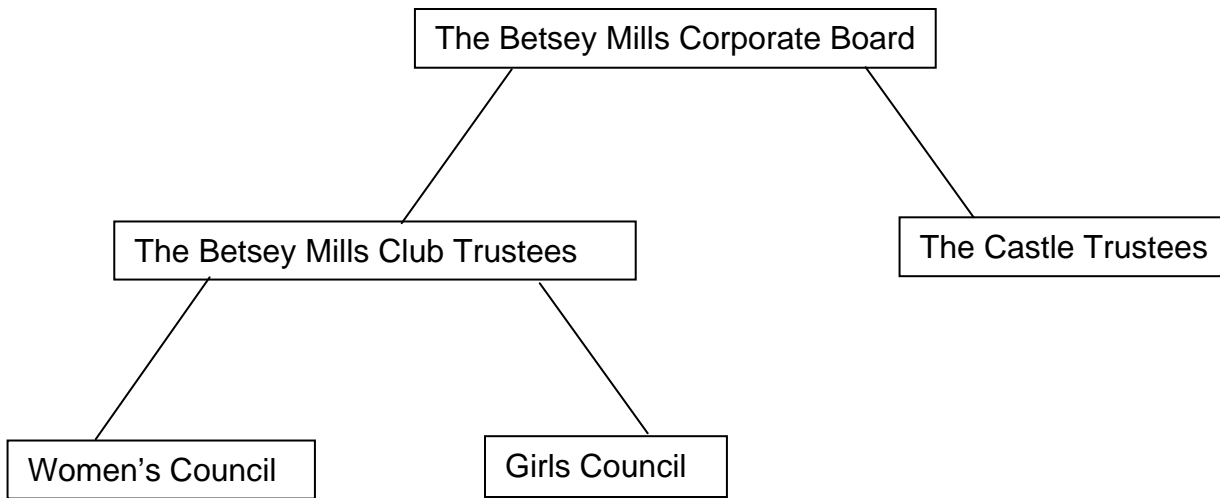 The Betsey Mills Corporate Board
The Betsey Mills Club Trustees
The Castle Trustees
Women’s Council
Girls Council